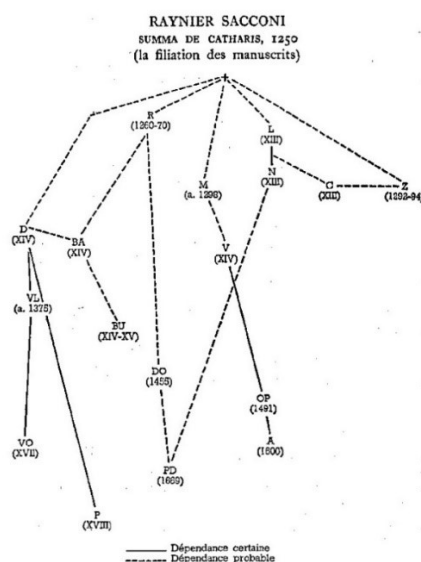 RAYNIER SACCONI
SUMMA DE CATHARIS, 1250
(la filiation des manuscrits)
R
(1260-70)
L
(XIII)
M
(a. 1298)
N
(XIII)
C
(XIII)
Z
(1292-94)
D
(XIV)
BA
(XIV)
V
(XIV)
VL
(a. 1375)
BU
(XIV-XV)
DO
(1455)
OP
(1491)
VO
(XVII)
A
(1600)
PD
(1669)
P
(XVIII)
Dépendance certaine
Dépendance probable